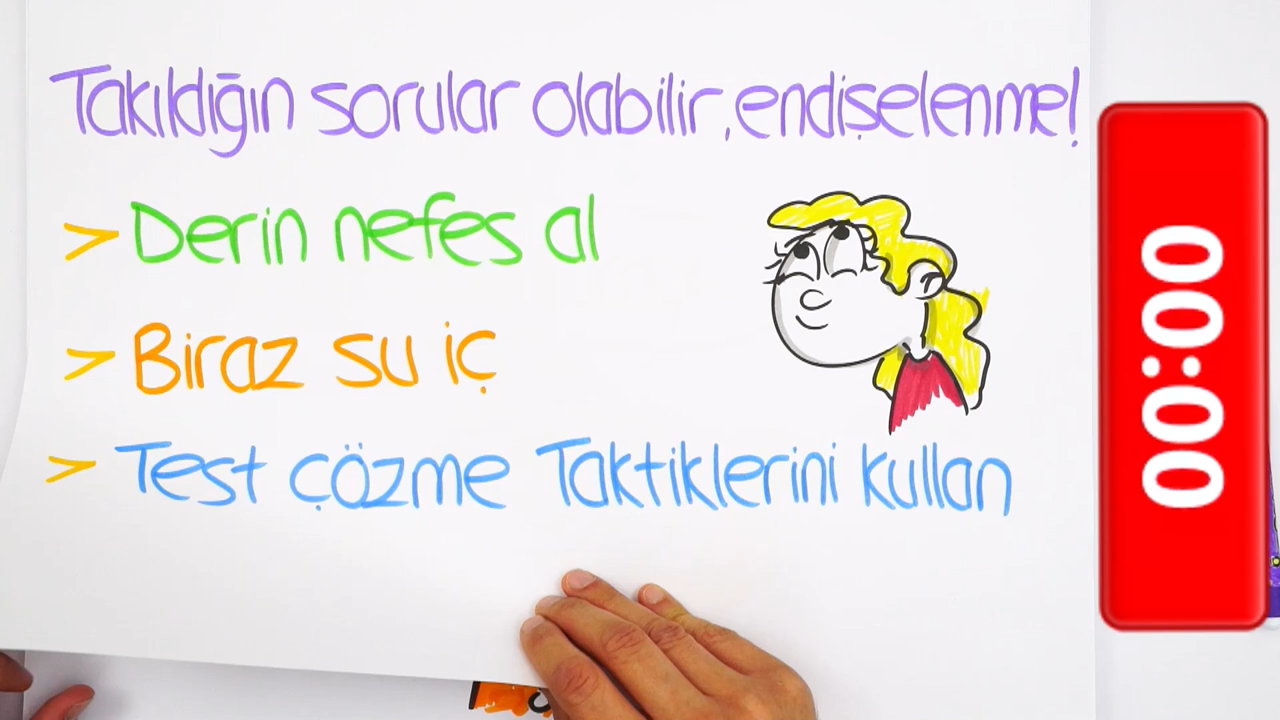 Takıldığın sorular olabilir, endişelenme!
> Derin nefes al
> Biraz su iç
> Test çözme Taktiklerini kullan
00:00